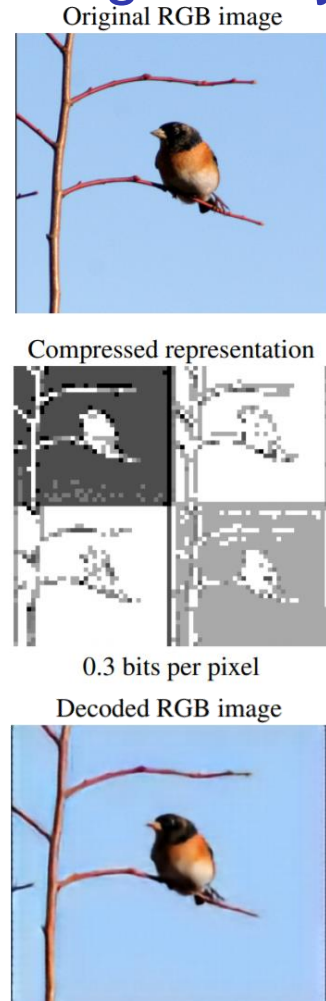 Original RGB image
Compressed representation
0.3 bits per pixel
Decoded RGB image